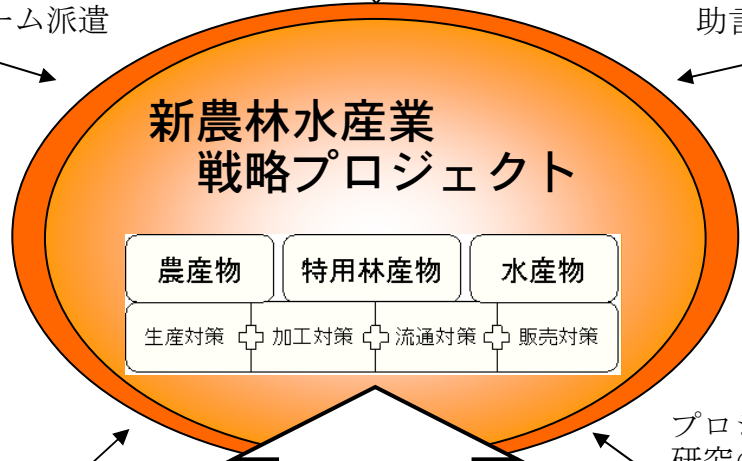 ーム派遣
助言
新農林水産業
戦略プロジェクト
農産物 特用林産物 水産物
生産対策 加工対策 流通対策 販売対策
プロ